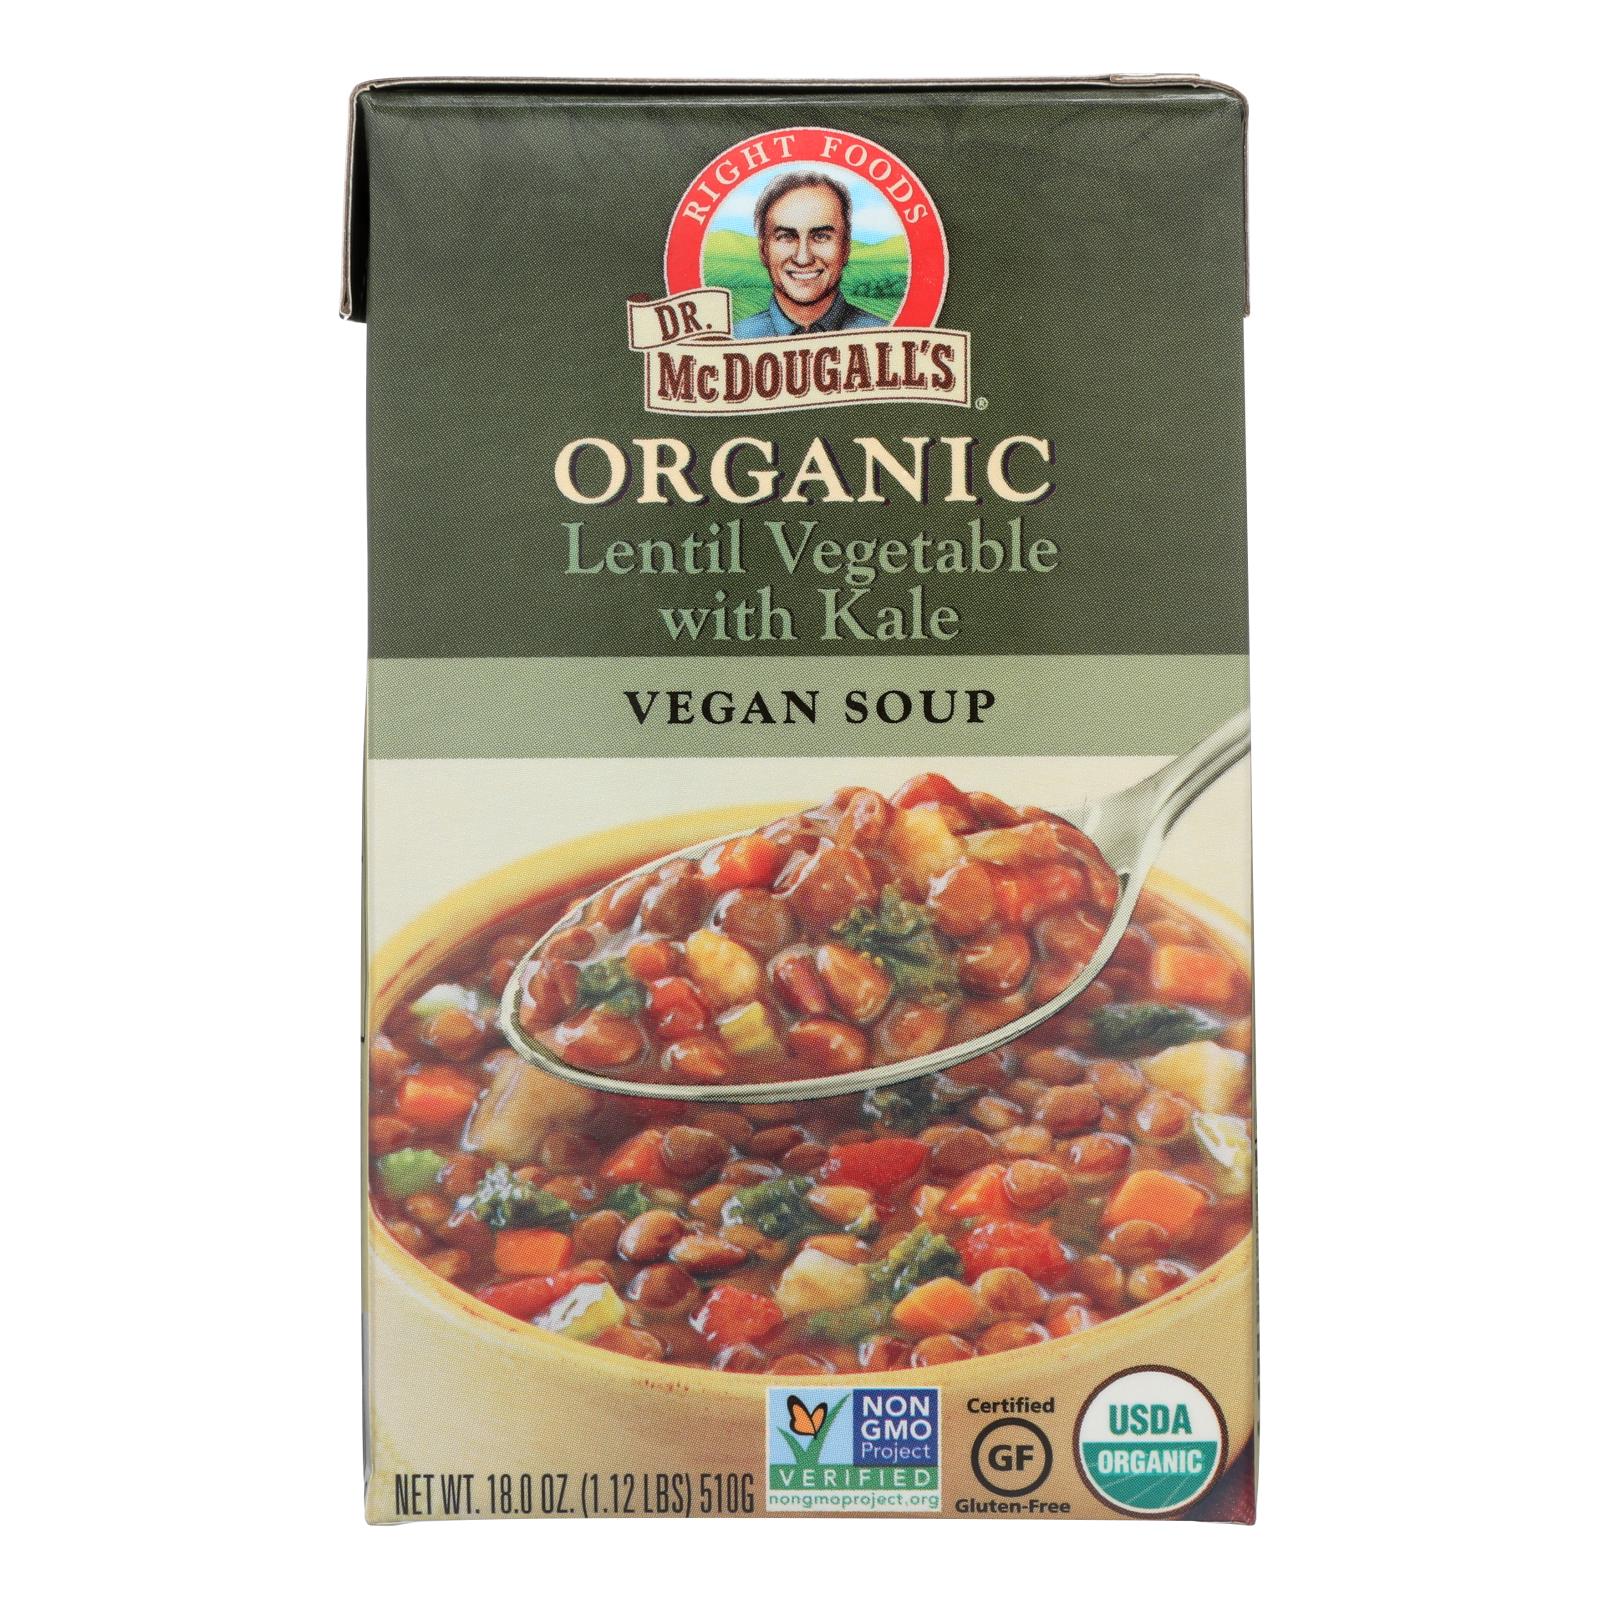 RIGHT FOODS
DR.
McDOUGALL'S®
ORGANIC
Lentil Vegetable
with Kale
VEGAN SOUP
NET WT. 18.0 OZ. (1.12 LBS) 510G
NON
GMO
Project
VERIFIED
nongmoproject.org
Certified
GF
Gluten-Free
USDA
ORGANIC